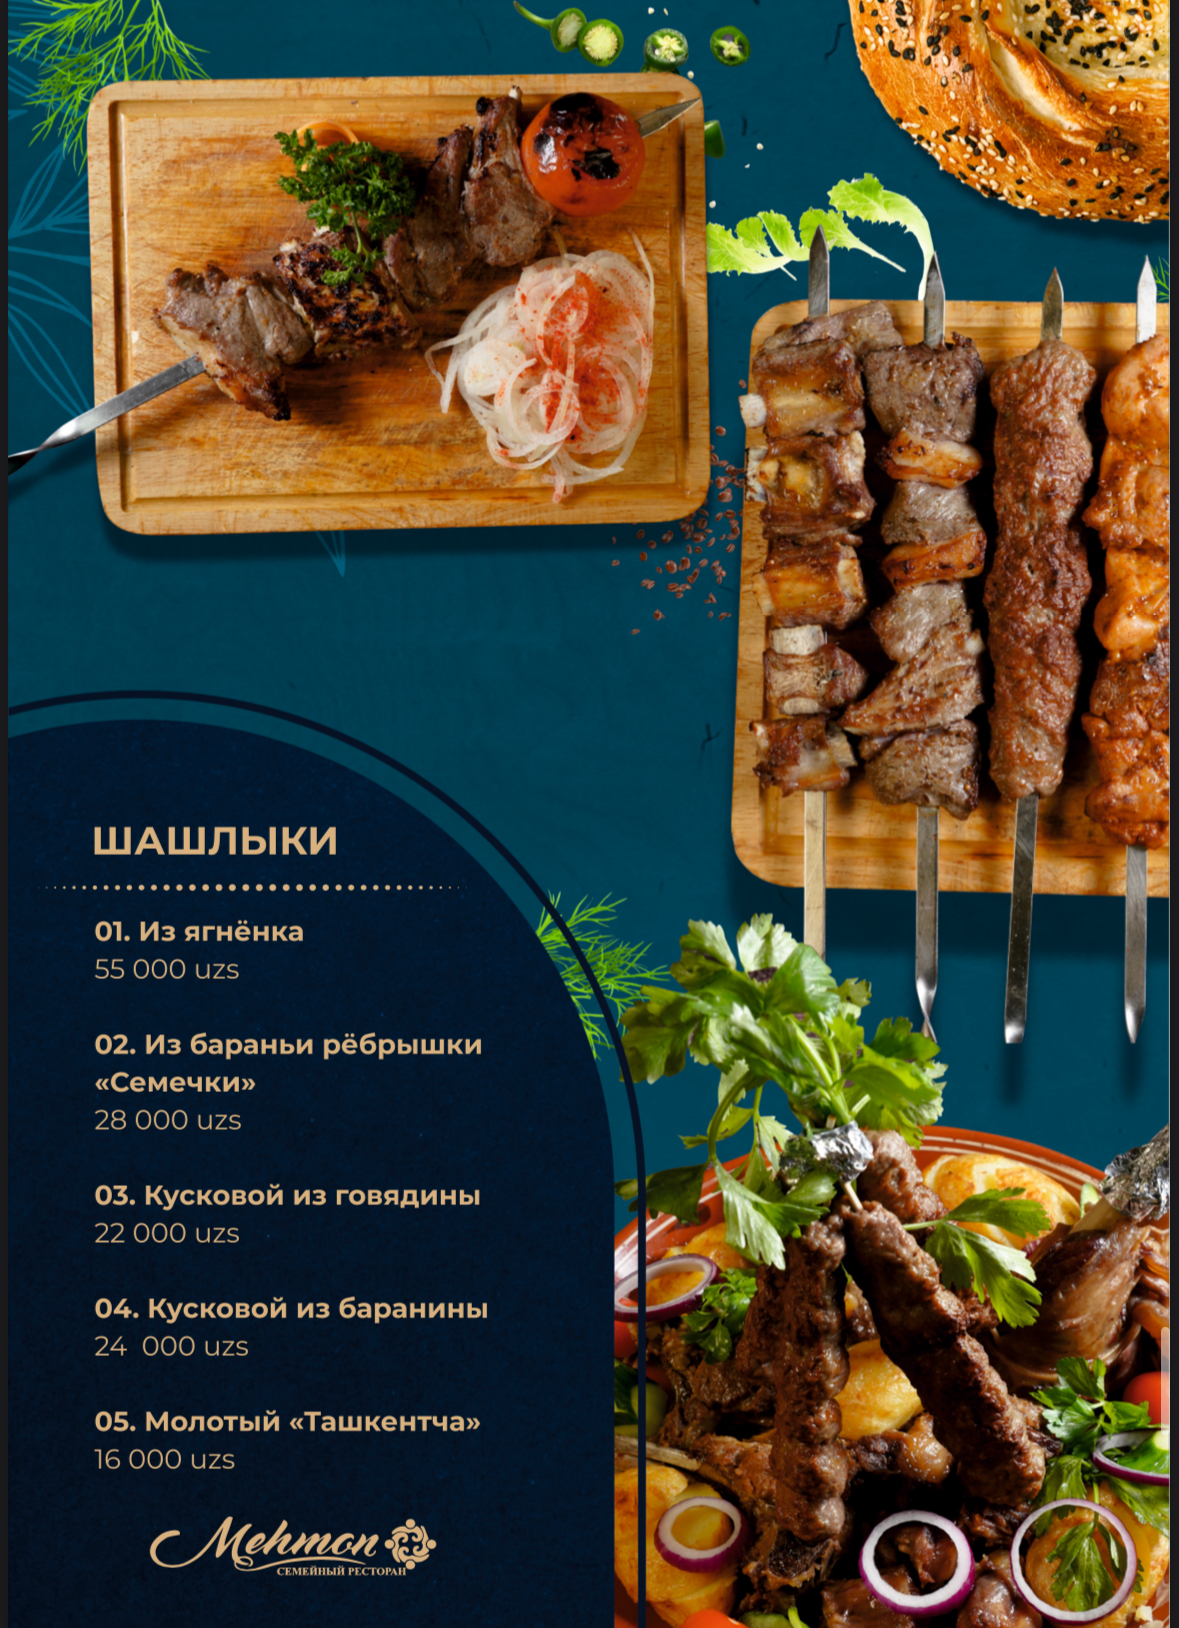 ШАШЛЫКИ
01. Из ягнёнка
55 000 uzs
02. Из бараньи рёбрышки
«Семечки»
28 000 uzs
03. Кусковой из говядины
22 000 uzs
04. Кусковой из баранины
24  000 uzs
05. Молотый «Ташкентча»
16 000 uzs
Mehmon
СЕМЕЙНЫЙ РЕСТОРАН